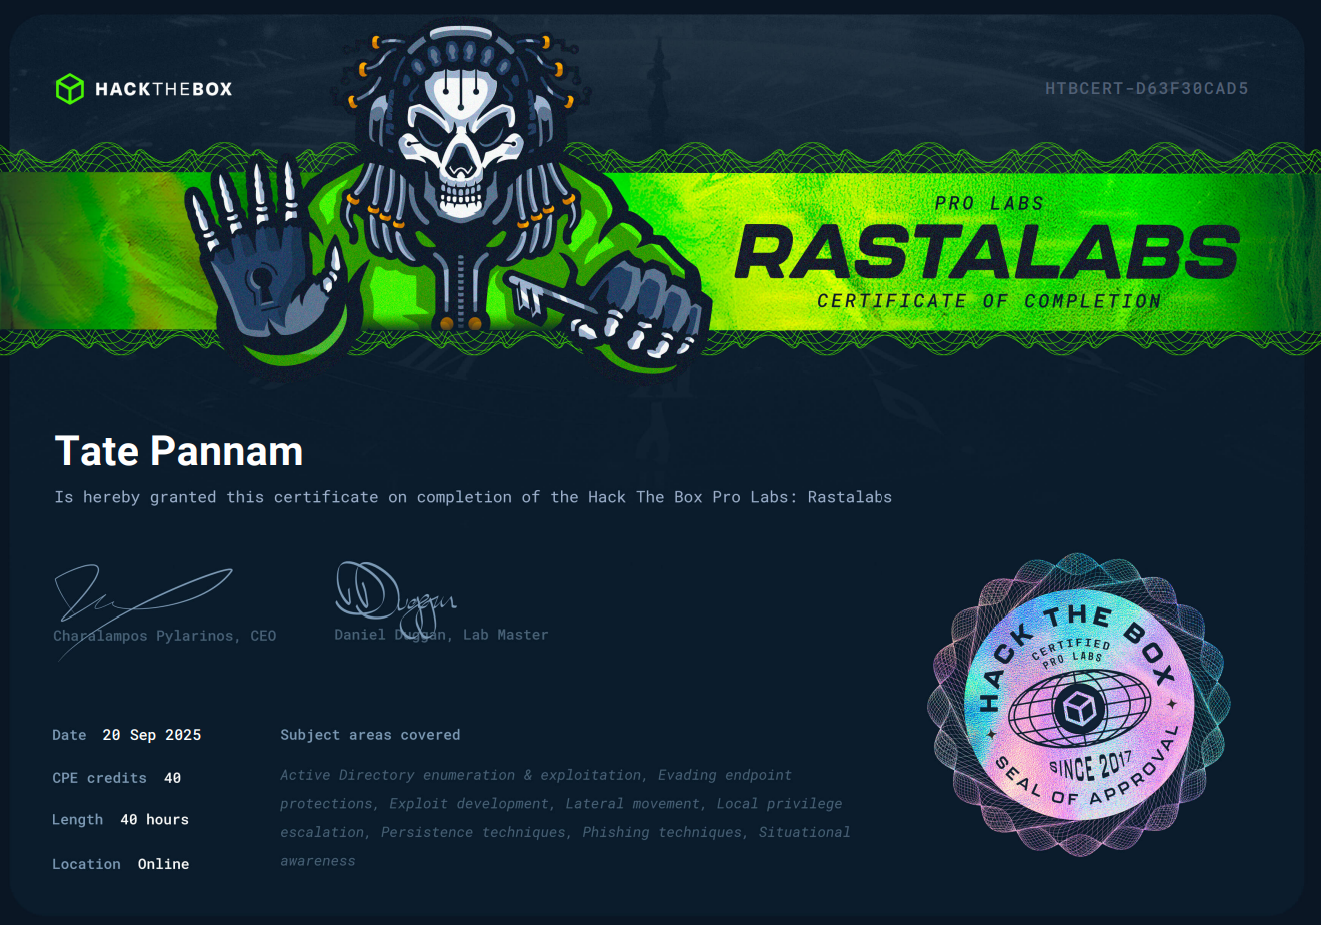 HACKTHEBOX
HTBCERT-D63F30CAD5
PRO LABS
RASTALABS
CERTIFICATE OF COMPLETION
Tate Pannam
Is hereby granted this certificate on completion of the Hack The Box Pro Labs: Rastalabs
Duggan
Charalampos Pylarinos, CEO
Daniel Duggan, Lab Master
HACK THE BOX
CERTIFIED
PRO LABS
SINCE 2017
SEAL OF APPROVAL
Date 20 Sep 2025
CPE credits 40
Length 40 hours
Location Online
Subject areas covered
Active Directory enumeration & exploitation, Evading endpoint
protections, Exploit development, Lateral movement, Local privilege
escalation, Persistence techniques, Phishing techniques, Situational
awareness